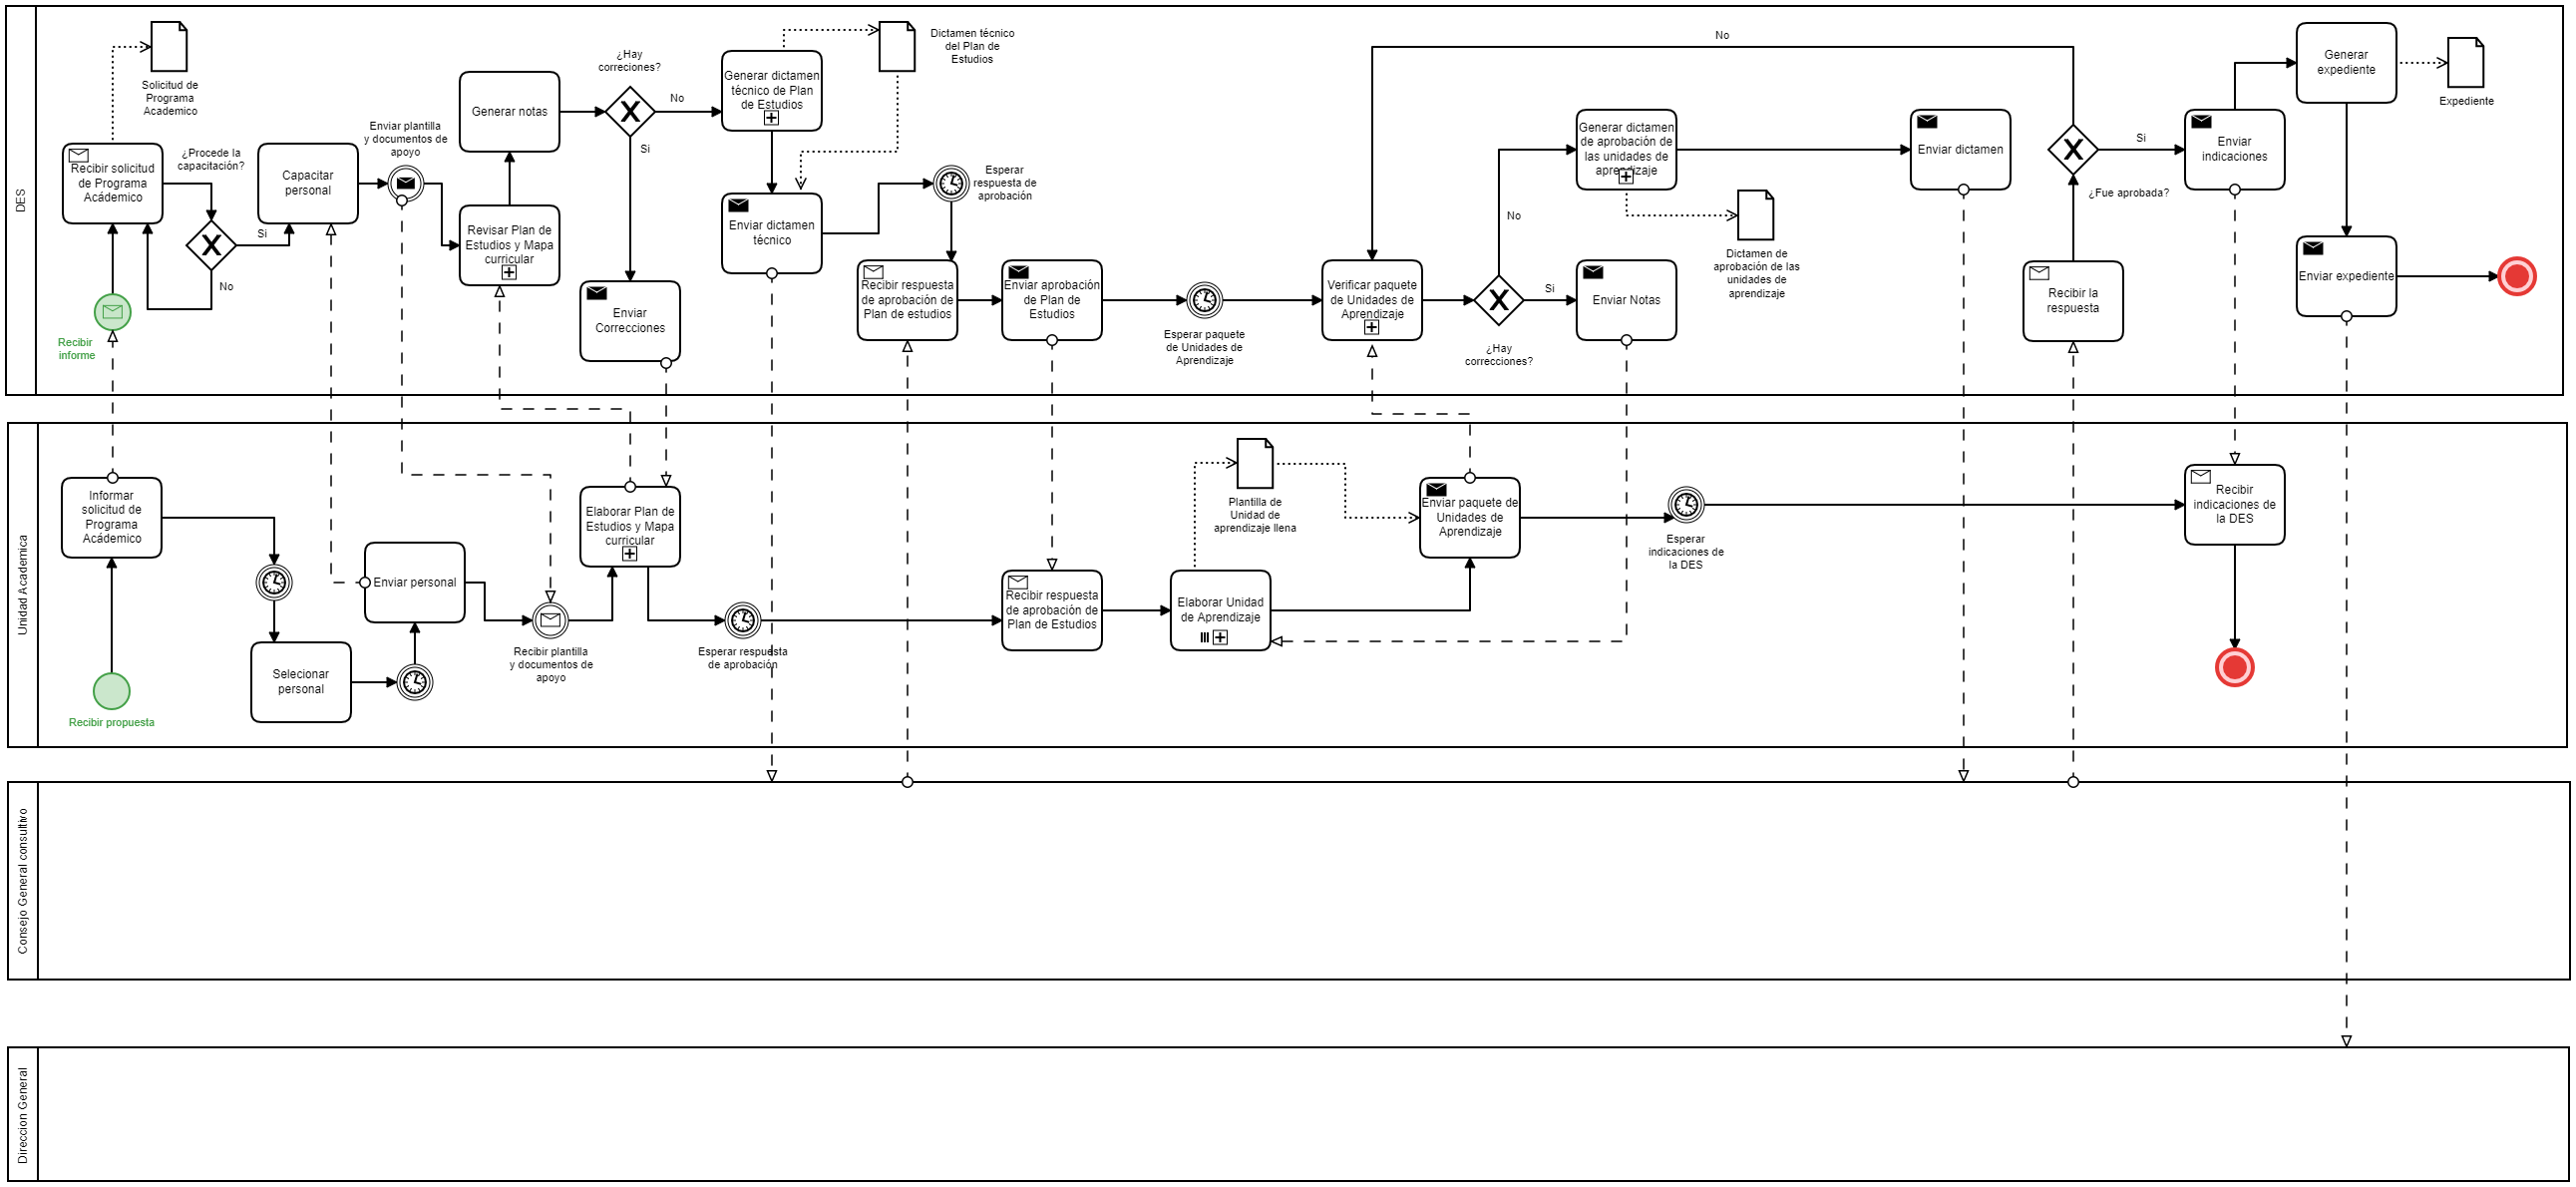 DES
Solicitud de
Programa
Academico
Recibir solicitud
de Programa
Acádemico
¿Procede la
capacitación?
Si
No
Recibir
informe
Capacitar
personal
Enviar plantilla
y documentos de
apoyo
Generar notas
Revisar Plan de
Estudios y Mapa
curricular
¿Hay
correciones?
No
Si
Enviar
Correcciones
Generar dictamen
técnico de Plan
de Estudios
Dictamen técnico
del Plan de
Estudios
Enviar dictamen
técnico
Esperar
respuesta de
aprobación
Recibir respuesta
de aprobación de
Plan de estudios
Enviar aprobación
de Plan de
Estudios
Esperar paquete
de Unidades de
Aprendizaje
Verificar paquete
de Unidades de
Aprendizaje
¿Hay
correcciones?
No
Si
Generar dictamen
de aprobación de
las unidades de
aprendizaje
Enviar Notas
Dictamen de
aprobación de las
unidades de
aprendizaje
No
Enviar dictamen
¿Fue aprobada?
Si
Recibir la
respuesta
Enviar
indicaciones
Generar
expediente
Expediente
Enviar expediente
Unidad Academica
Informar
solicitud de
Programa
Acádemico
Recibir propuesta
Selecionar
personal
Enviar personal
Recibir plantilla
y documentos de
apoyo
Elaborar Plan de
Estudios y Mapa
curricular
Esperar respuesta
de aprobación
Recibir respuesta
de aprobación de
Plan de Estudios
Elaborar Unidad
de Aprendizaje
Plantilla de
Unidad de
aprendizaje llena
Enviar paquete de
Unidades de
Aprendizaje
Esperar
indicaciones de
la DES
Recibir
indicaciones de
la DES
Consejo General consultivo
Direccion General